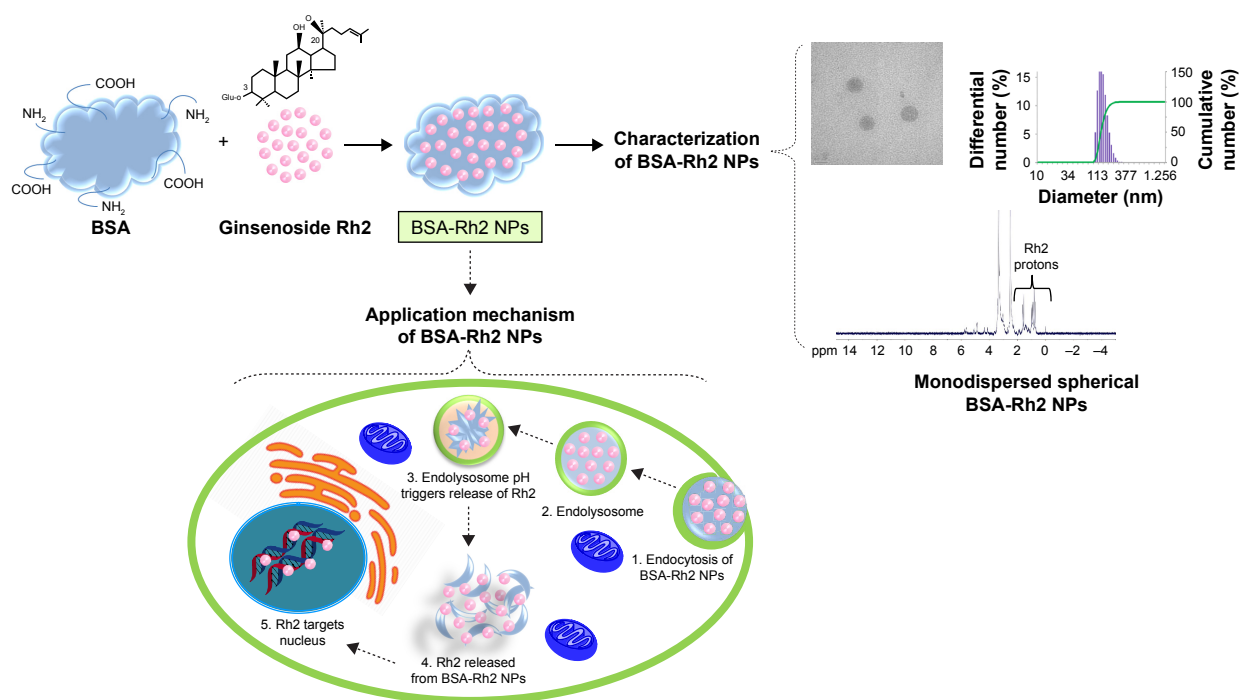 COOH
NH2
NH2
COOH
COOH
NH2
BSA
+
O
OH
20
3
Glu-o
Ginsenoside Rh2
BSA-Rh2 NPs
Characterization
of BSA-Rh2 NPs
Differential
number (%)
15
10
5
0
150
100
50
0
Cumulative
number (%)
10 34 113 377 1.256
Diameter (nm)
Rh2
protons
ppm 14 12 10 8 6 4 2 0 –2 –4
Monodispersed spherical
BSA-Rh2 NPs
Application mechanism
of BSA-Rh2 NPs
3. Endolysosome pH
triggers release of Rh2
2. Endolysosome
1. Endocytosis of
BSA-Rh2 NPs
5. Rh2 targets
nucleus
4. Rh2 released
from BSA-Rh2 NPs